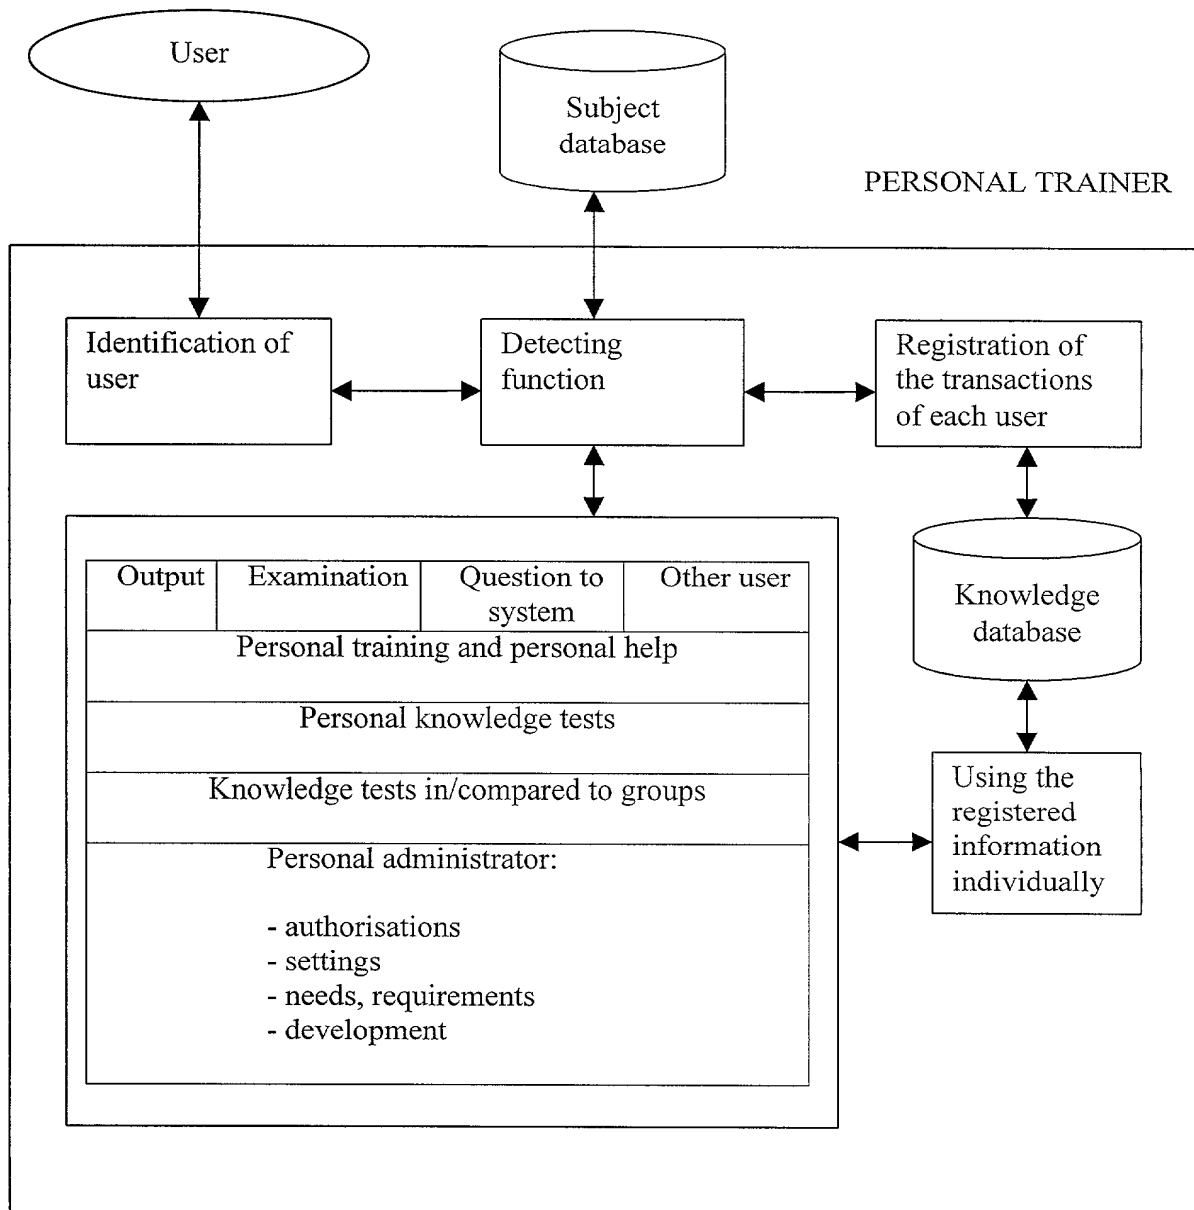 User
Subject
database
PERSONAL TRAINER
Identification of
user
Detecting
function
Registration of
the transactions
of each user
Output
Examination
Question to
system
Other user
Personal training and personal help
Personal knowledge tests
Knowledge tests in/compared to groups
Personal administrator:
- authorisations
- settings
- needs, requirements
- development
Knowledge
database
Using the
registered
information
individually